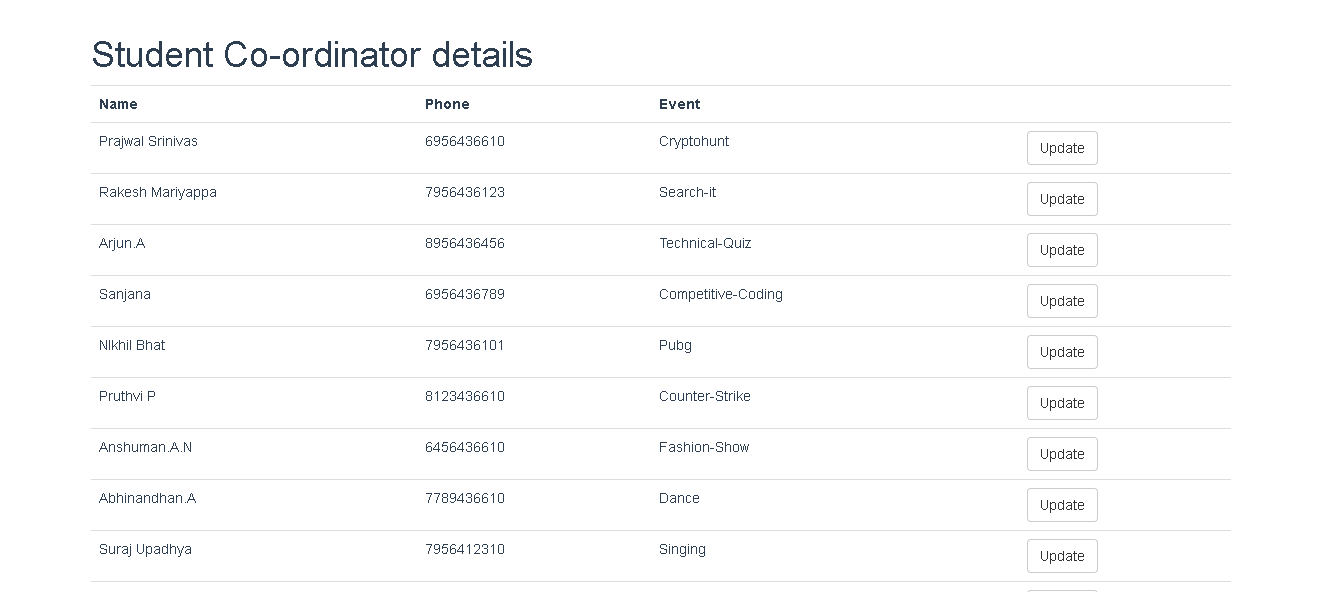 Student Co-ordinator details
Name Phone Event
Prajwal Srinivas 6956436610 Cryptohunt Update
Rakesh Mariyappa 7956436123 Search-it Update
Arjun.A 8956436456 Technical-Quiz Update
Sanjana 6956436789 Competitive-Coding Update
NIkhil Bhat 7956436101 Pubg Update
Pruthvi P 8123436610 Counter-Strike Update
Anshuman.A.N 6456436610 Fashion-Show Update
Abhinandhan.A 7789436610 Dance Update
Suraj Upadhya 7956412310 Singing Update